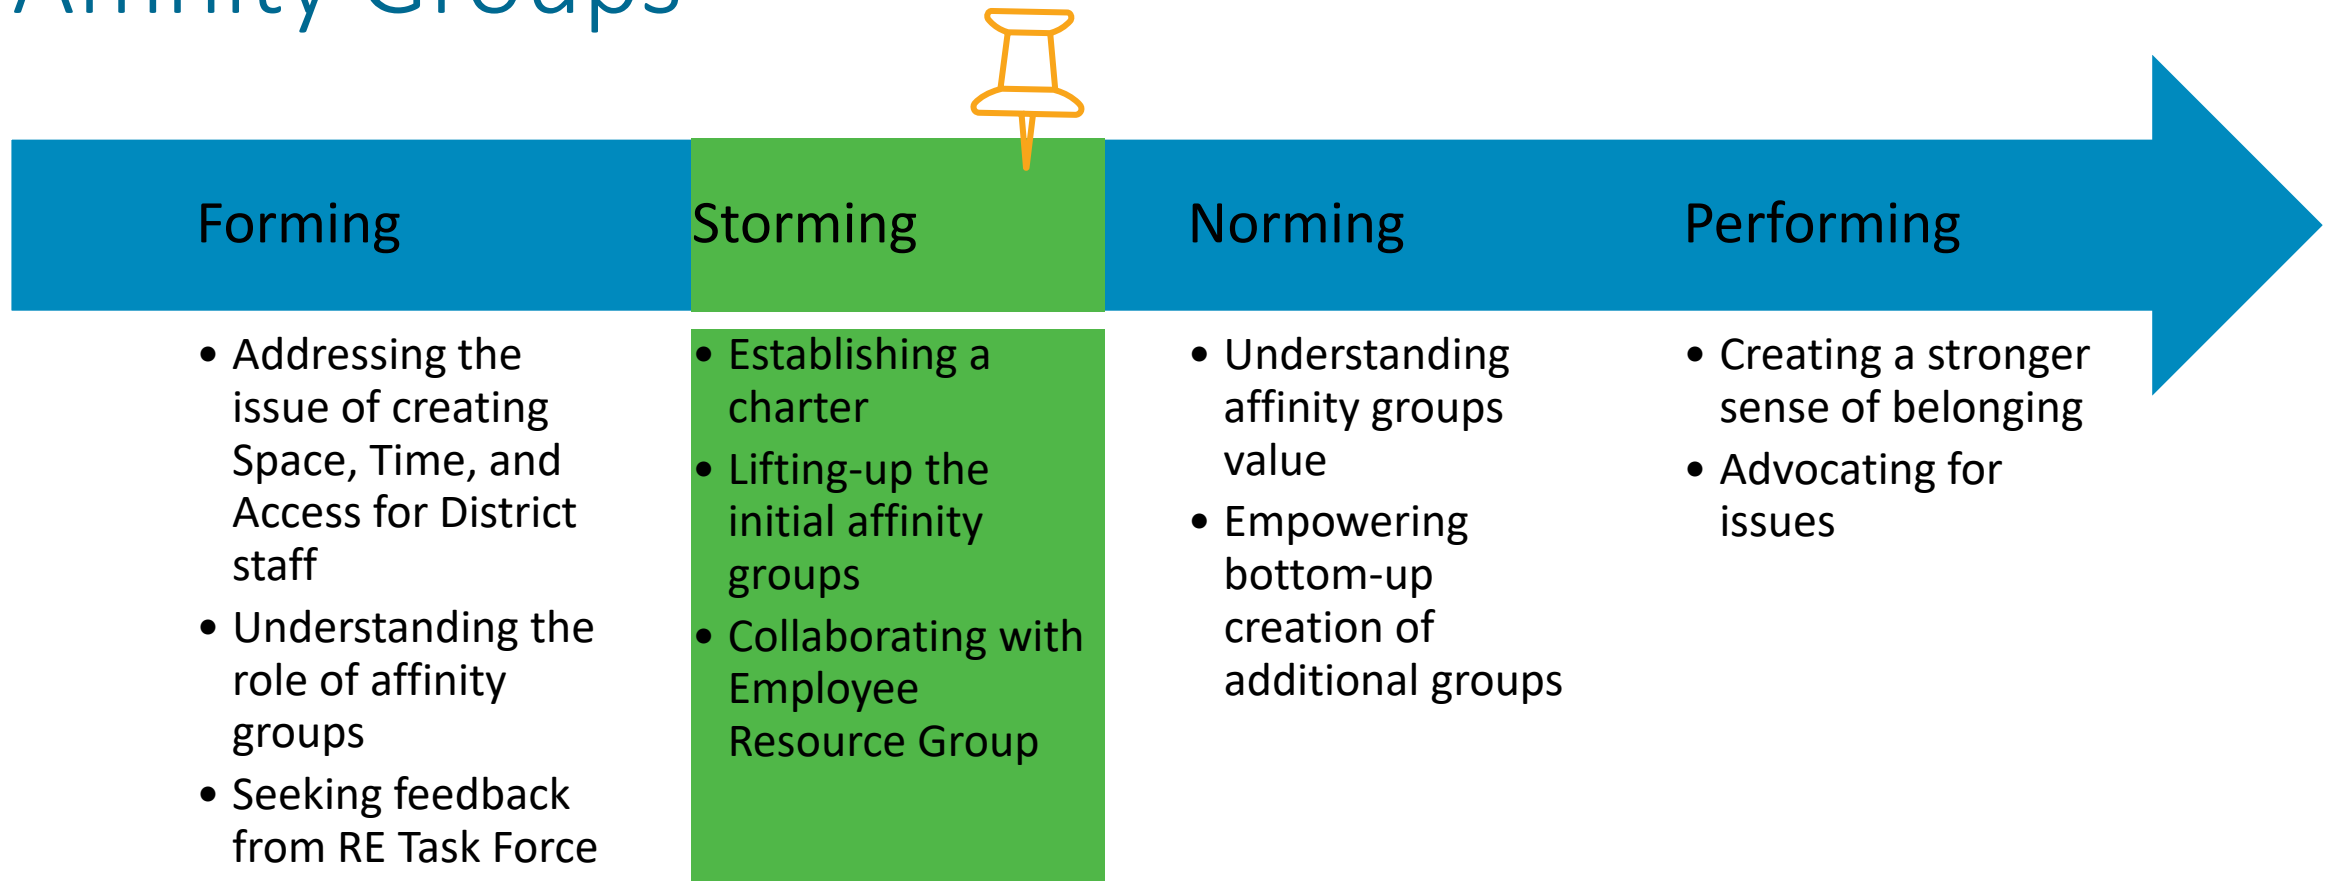 Affinity Groups
Forming
Storming
Norming
Performing
• Addressing the
issue of creating
Space, Time, and
Access for District
staff
• Understanding the
role of affinity
groups
• Seeking feedback
from RE Task Force
• Establishing a
charter
• Lifting-up the
initial affinity
groups
• Collaborating with
Employee
Resource Group
• Understanding
affinity groups
value
• Empowering
bottom-up
creation of
additional groups
• Creating a stronger
sense of belonging
• Advocating for
issues